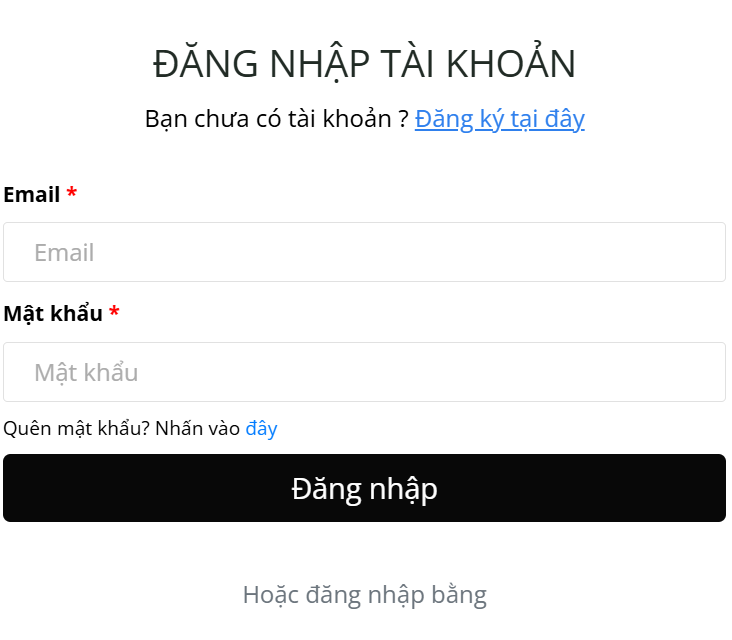 ĐĂNG NHẬP TÀI KHOẢN
Bạn chưa có tài khoản ? Đăng ký tại đây
Email *
Email
Mật khẩu *
Mật khẩu
Quên mật khẩu? Nhấn vào đây
Đăng nhập
Hoặc đăng nhập bằng